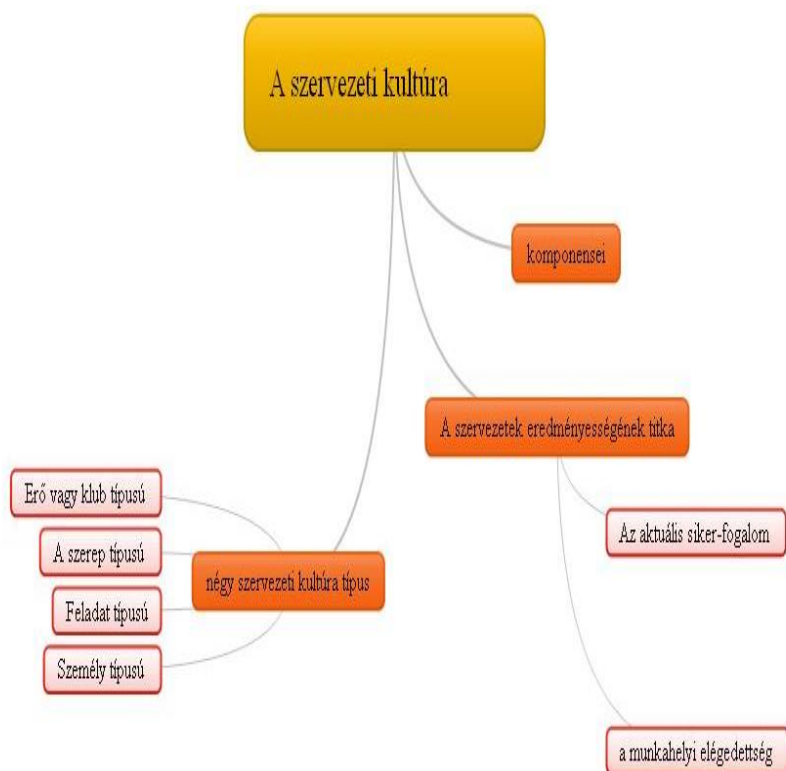 A szervezeti kultúra
komponensei
A szervezetek eredményességének titka
Az aktuális siker-fogalom
a munkahelyi elégedettség
négy szervezeti kultúra típus
Erő vagy klub típusú
A szerep típusú
Feladat típusú
Személy típusú